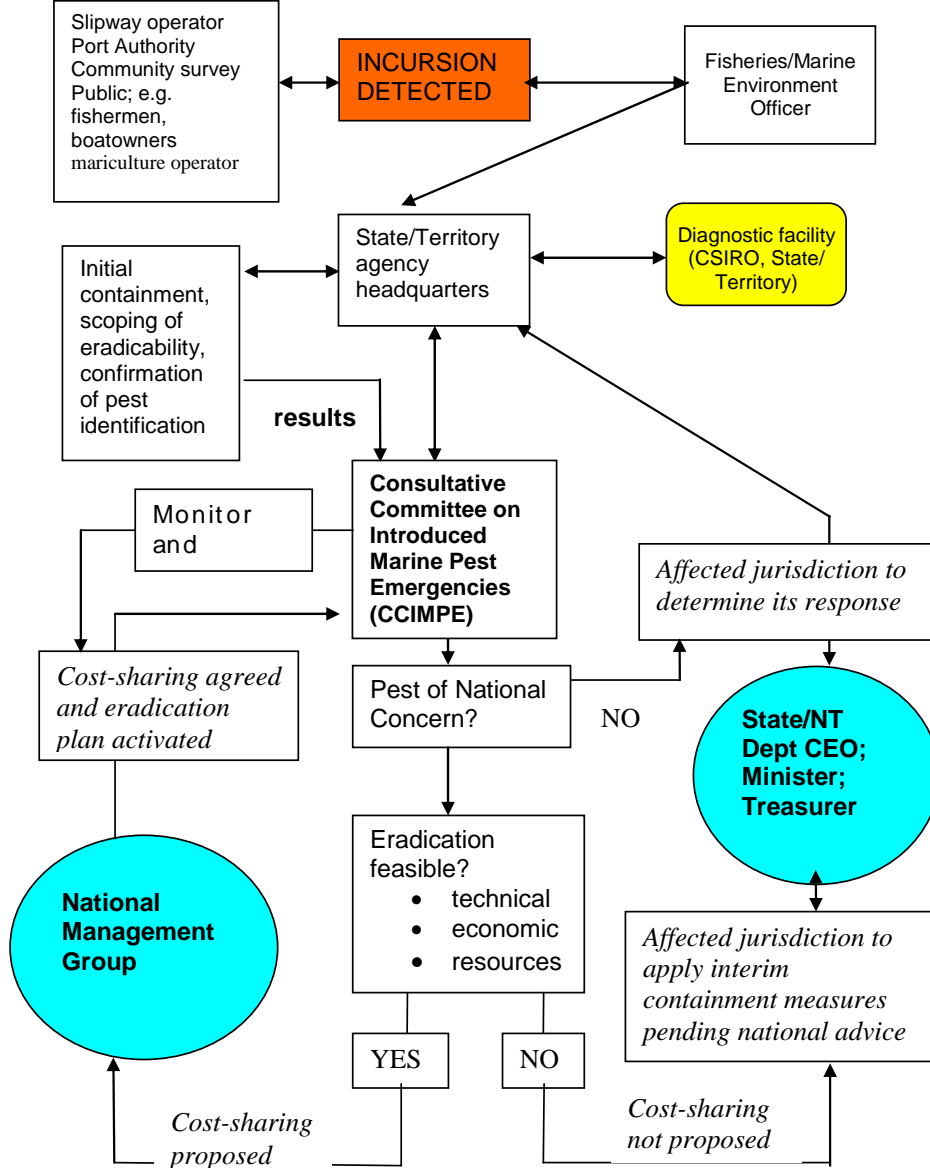 Slipway operator
Port Authority
Community survey
Public; e.g.
fishermen,
boatowners
mariculture operator
INCURSION
DETECTED
Fisheries/Marine
Environment
Officer
State/Territory
agency
headquarters
Diagnostic facility
(CSIRO, State/
Territory)
Initial
containment,
scoping of
eradicability,
confirmation
of pest
identification
results
Consultative
Committee on
Introduced
Marine Pest
Emergencies
(CCIMPE)
Monitor
and
Affected jurisdiction to
determine its response
Cost-sharing agreed
and eradication
plan activated
Pest of National
Concern?
NO
State/NT
Dept CEO;
Minister;
Treasurer
Eradication
feasible?
• technical
• economic
• resources
National
Management
Group
Affected jurisdiction to
apply interim
containment measures
pending national advice
YES
NO
Cost-sharing
proposed
Cost-sharing
not proposed